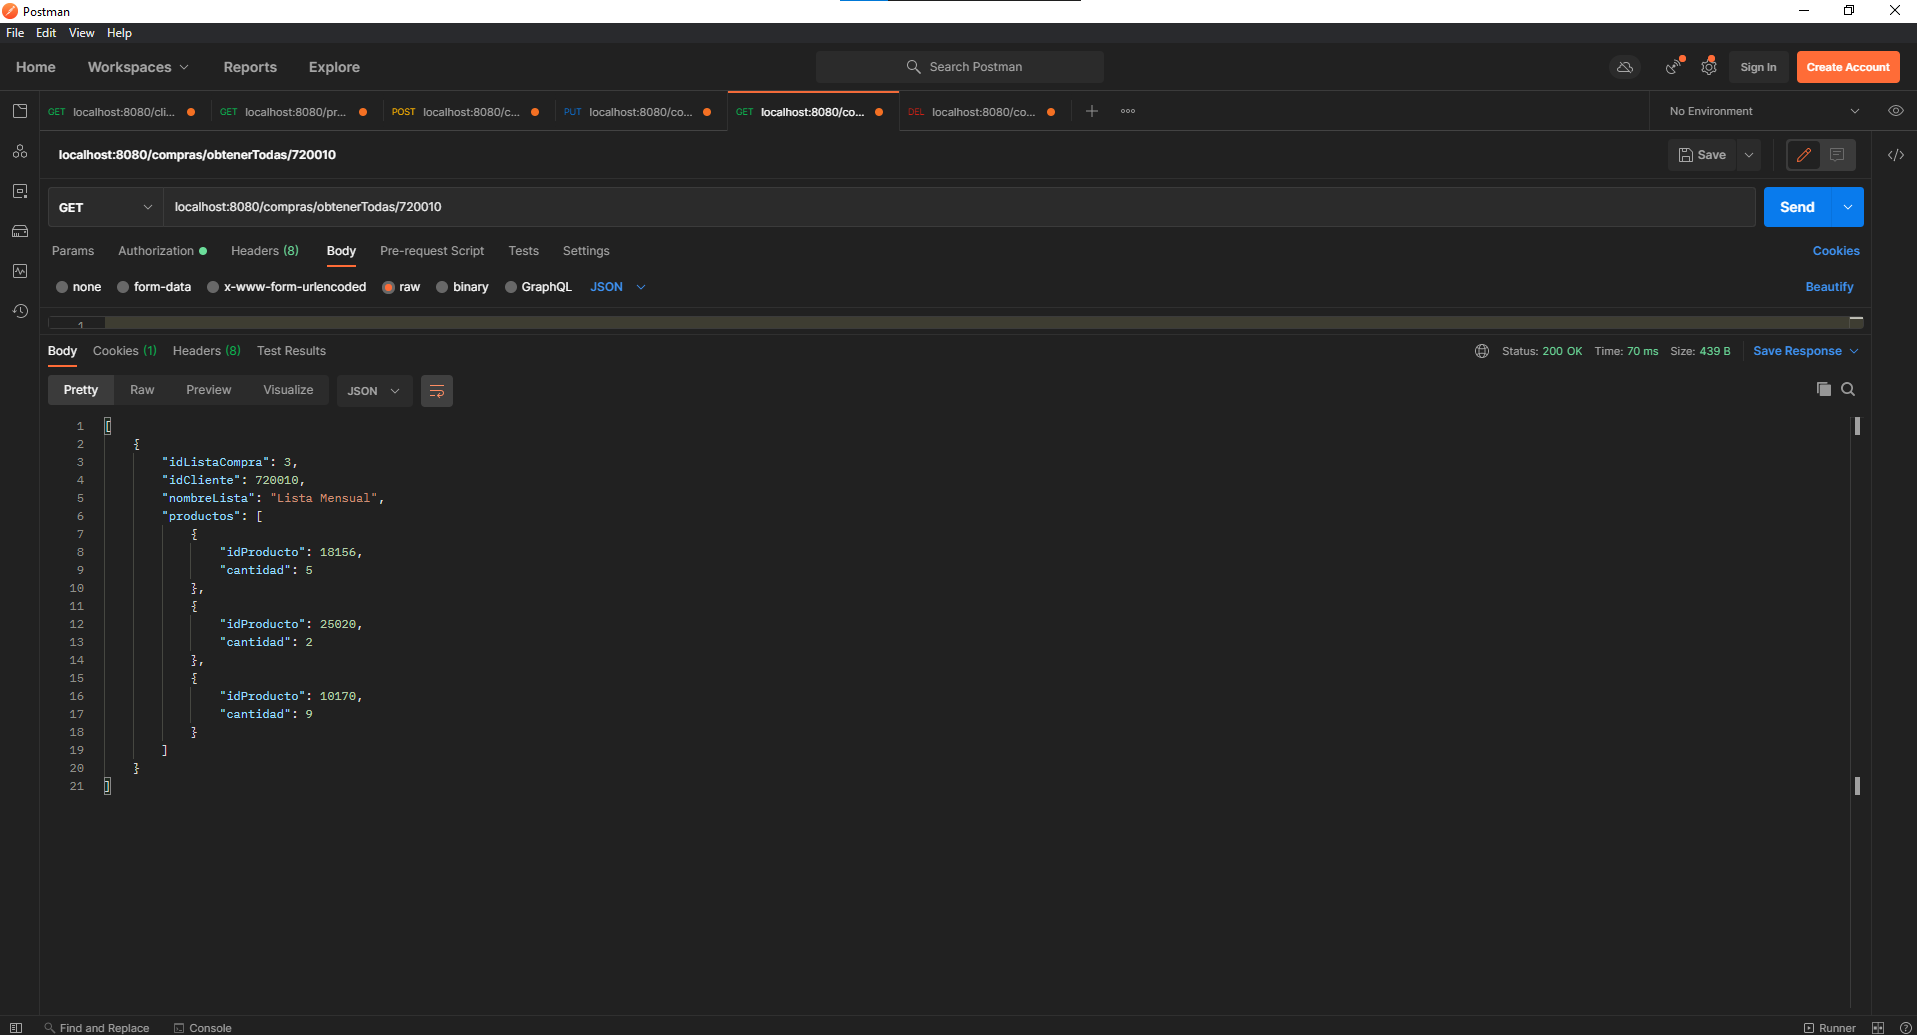 Postman
File Edit View Help
Home Workspaces Reports Explore Search Postman Sign In Create Account
GET localhost:8080/cli... GET localhost:8080/pr... POST localhost:8080/c... PUT localhost:8080/co... GET localhost:8080/co... DEL localhost:8080/co... No Environment
localhost:8080/compras/obtenerTodas/720010 Save
GET localhost:8080/compras/obtenerTodas/720010 Send
Params Authorization Headers (8) Body Pre-request Script Tests Settings Cookies
none form-data x-www-form-urlencoded raw binary GraphQL JSON Beautify
1
Body Cookies (1) Headers (8) Test Results Status: 200 OK Time: 70 ms Size: 439 B Save Response
Pretty Raw Preview Visualize JSON
1 [
2 {
3 "idListaCompra": 3,
4 "idCliente": 720010,
5 "nombreLista": "Lista Mensual",
6 "productos": [
7 {
8 "idProducto": 18156,
9 "cantidad": 5
10 },
11 {
12 "idProducto": 25020,
13 "cantidad": 2
14 },
15 {
16 "idProducto": 10170,
17 "cantidad": 9
18 }
19 ]
20 }
21 ]
Find and Replace Console Runner